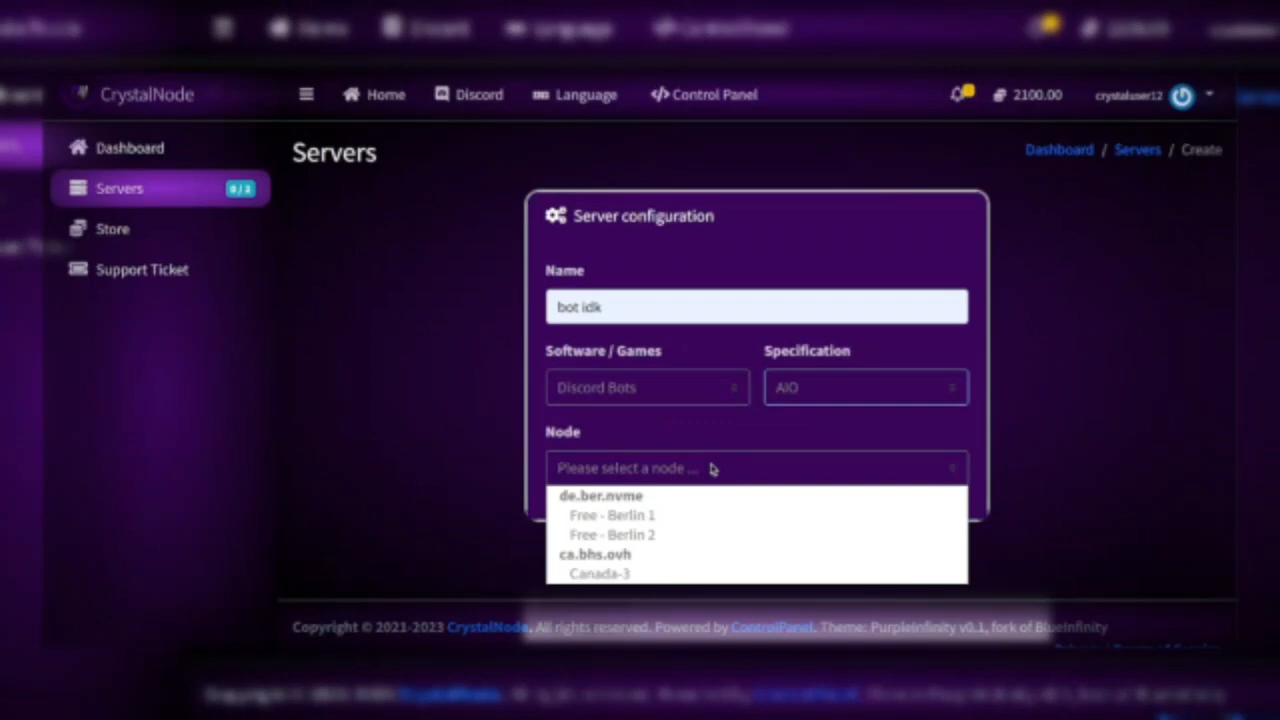 CrystalNode
Home
Discord
Language
Control Panel
2100.00
crystaluser12
Dashboard
Servers
Store
Support Ticket
Servers
Dashboard / Servers / Create
Server configuration
Name
bot idk
Software / Games
Specification
Discord Bots
AIO
Node
Please select a node ...
de.ber.nvme
Free - Berlin 1
Free - Berlin 2
ca.bhs.ovh
Canada-3
Copyright © 2021-2023 CrystalNode. All rights reserved. Powered by ControlPanel. Theme: PurpleInfinity v0.1, fork of BlueInfinity